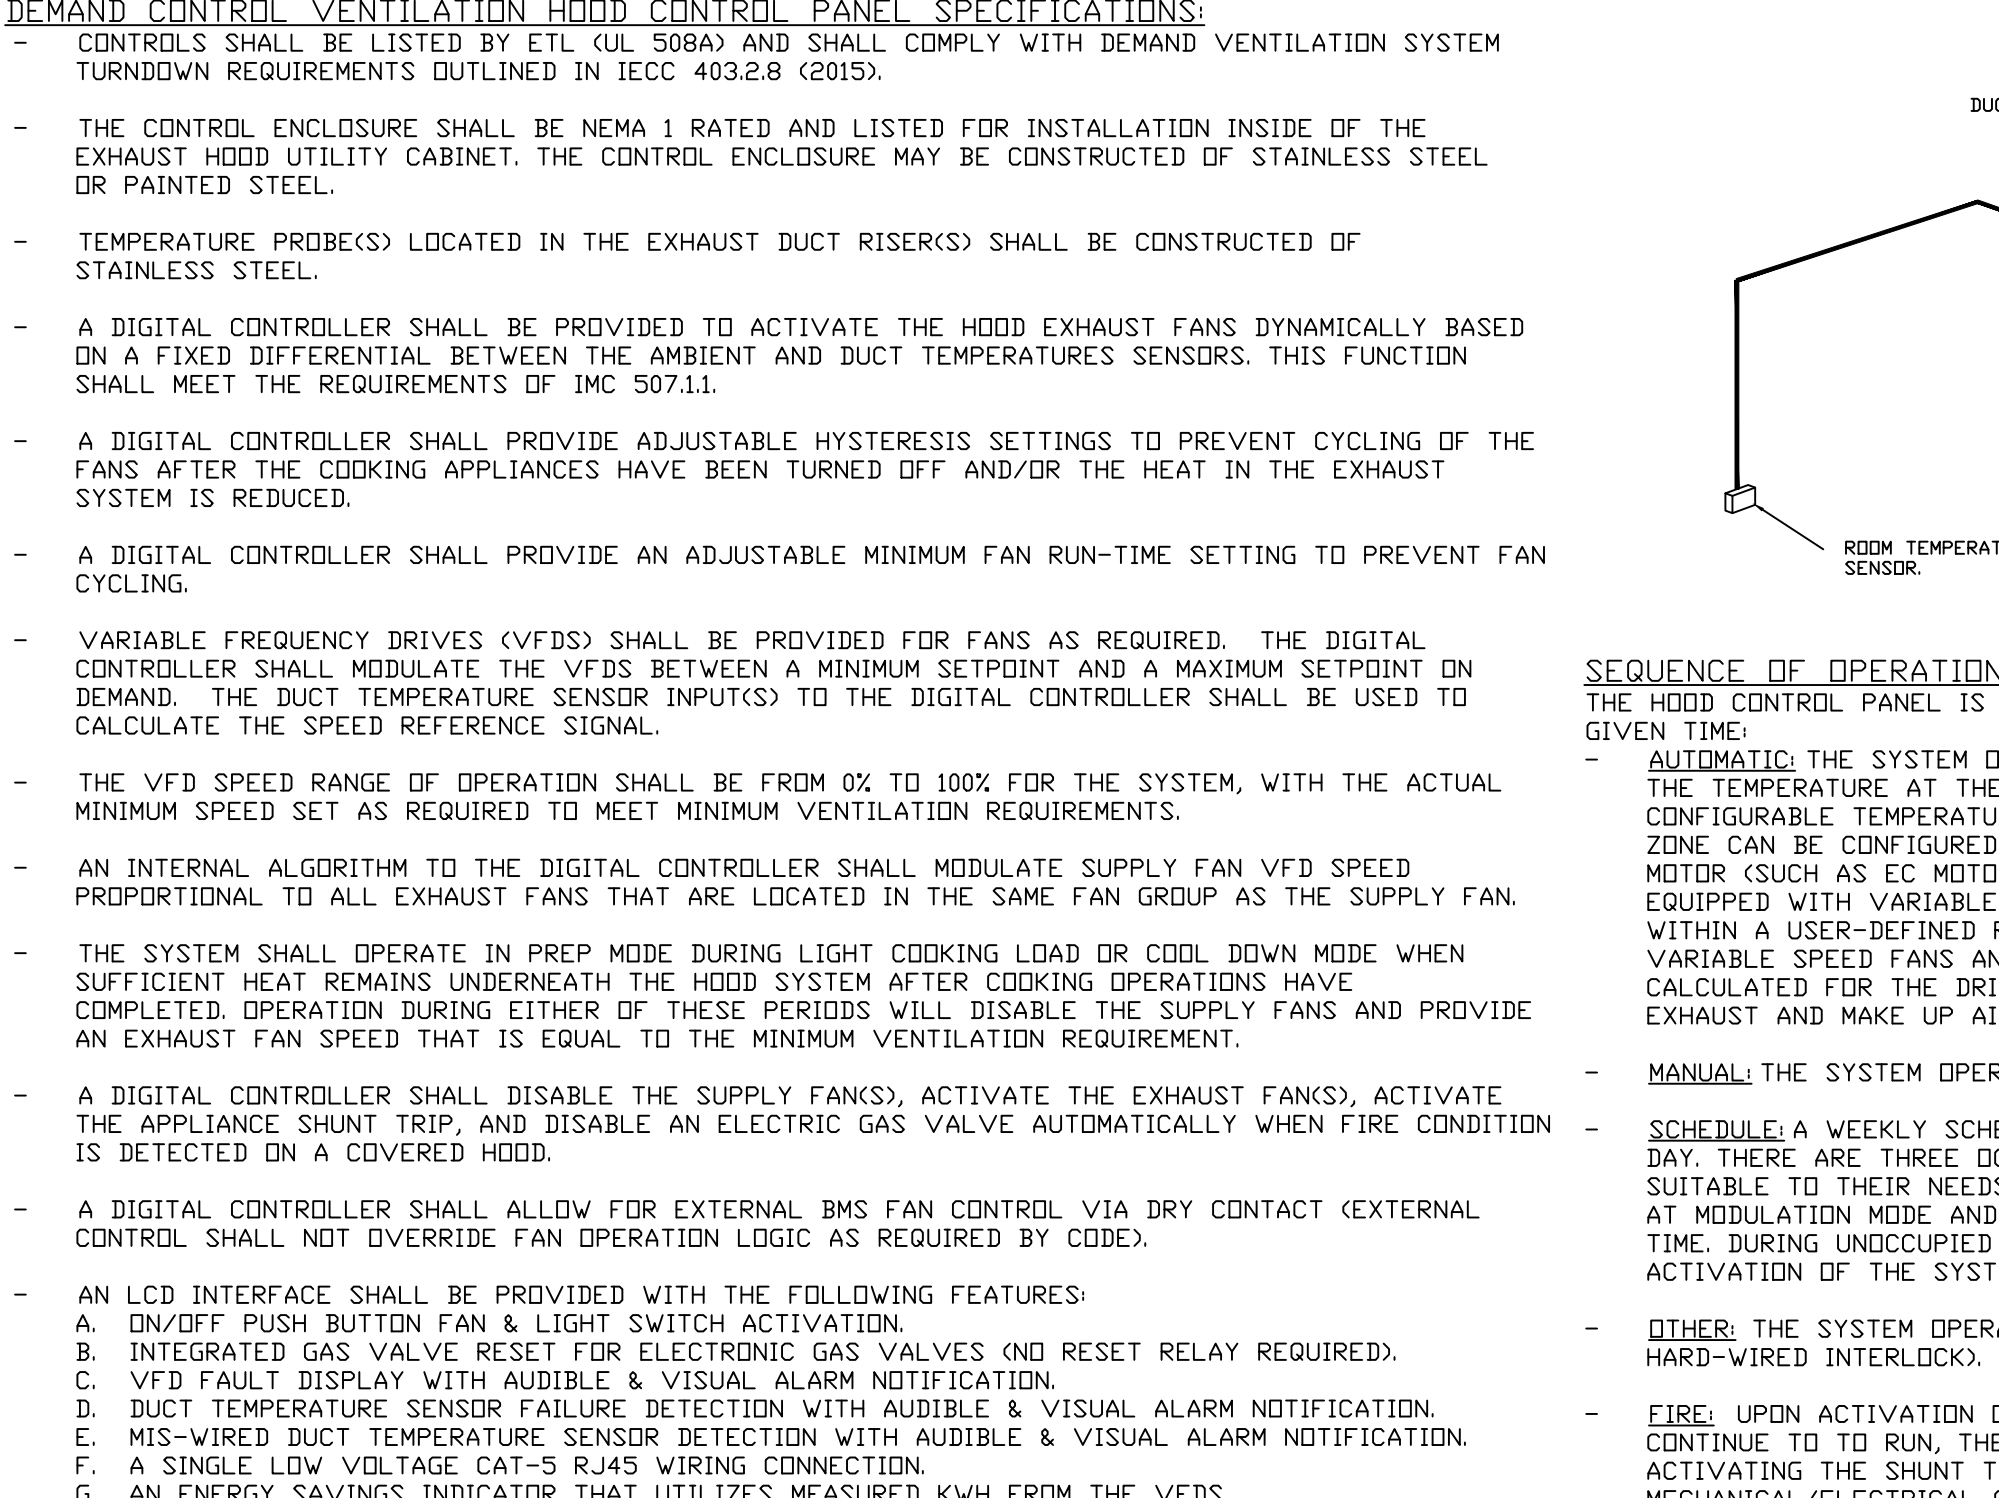 DEMAND CONTROL VENTILATION HOOD CONTROL PANEL SPECIFICATIONS:
- CONTROLS SHALL BE LISTED BY ETL (UL 508A) AND SHALL COMPLY WITH DEMAND VENTILATION SYSTEM
TURNDOWN REQUIREMENTS OUTLINED IN IECC 403.2.8 (2015).
- THE CONTROL ENCLOSURE SHALL BE NEMA 1 RATED AND LISTED FOR INSTALLATION INSIDE OF THE
EXHAUST HOOD UTILITY CABINET. THE CONTROL ENCLOSURE MAY BE CONSTRUCTED OF STAINLESS STEEL
OR PAINTED STEEL.
- TEMPERATURE PROBE(S) LOCATED IN THE EXHAUST DUCT RISER(S) SHALL BE CONSTRUCTED OF
STAINLESS STEEL.
- A DIGITAL CONTROLLER SHALL BE PROVIDED TO ACTIVATE THE HOOD EXHAUST FANS DYNAMICALLY BASED
ON A FIXED DIFFERENTIAL BETWEEN THE AMBIENT AND DUCT TEMPERATURES SENSORS. THIS FUNCTION
SHALL MEET THE REQUIREMENTS OF IMC 507.1.1.
- A DIGITAL CONTROLLER SHALL PROVIDE ADJUSTABLE HYSTERESIS SETTINGS TO PREVENT CYCLING OF THE
FANS AFTER THE COOKING APPLIANCES HAVE BEEN TURNED OFF AND/OR THE HEAT IN THE EXHAUST
SYSTEM IS REDUCED.
- A DIGITAL CONTROLLER SHALL PROVIDE AN ADJUSTABLE MINIMUM FAN RUN-TIME SETTING TO PREVENT FAN
CYCLING.
- VARIABLE FREQUENCY DRIVES (VFDS) SHALL BE PROVIDED FOR FANS AS REQUIRED. THE DIGITAL
CONTROLLER SHALL MODULATE THE VFDS BETWEEN A MINIMUM SETPOINT AND A MAXIMUM SETPOINT ON
DEMAND. THE DUCT TEMPERATURE SENSOR INPUT(S) TO THE DIGITAL CONTROLLER SHALL BE USED TO
CALCULATE THE SPEED REFERENCE SIGNAL.
- THE VFD SPEED RANGE OF OPERATION SHALL BE FROM 0% TO 100% FOR THE SYSTEM, WITH THE ACTUAL
MINIMUM SPEED SET AS REQUIRED TO MEET MINIMUM VENTILATION REQUIREMENTS.
- AN INTERNAL ALGORITHM TO THE DIGITAL CONTROLLER SHALL MODULATE SUPPLY FAN VFD SPEED
PROPORTIONAL TO ALL EXHAUST FANS THAT ARE LOCATED IN THE SAME FAN GROUP AS THE SUPPLY FAN.
- THE SYSTEM SHALL OPERATE IN PREP MODE DURING LIGHT COOKING LOAD OR COOL DOWN MODE WHEN
SUFFICIENT HEAT REMAINS UNDERNEATH THE HOOD SYSTEM AFTER COOKING OPERATIONS HAVE
COMPLETED. OPERATION DURING EITHER OF THESE PERIODS WILL DISABLE THE SUPPLY FANS AND PROVIDE
AN EXHAUST FAN SPEED THAT IS EQUAL TO THE MINIMUM VENTILATION REQUIREMENT.
- A DIGITAL CONTROLLER SHALL DISABLE THE SUPPLY FAN(S), ACTIVATE THE EXHAUST FAN(S), ACTIVATE
THE APPLIANCE SHUNT TRIP, AND DISABLE AN ELECTRIC GAS VALVE AUTOMATICALLY WHEN FIRE CONDITION
IS DETECTED ON A COVERED HOOD.
- A DIGITAL CONTROLLER SHALL ALLOW FOR EXTERNAL BMS FAN CONTROL VIA DRY CONTACT (EXTERNAL
CONTROL SHALL NOT OVERRIDE FAN OPERATION LOGIC AS REQUIRED BY CODE).
- AN LCD INTERFACE SHALL BE PROVIDED WITH THE FOLLOWING FEATURES:
A. ON/OFF PUSH BUTTON FAN & LIGHT SWITCH ACTIVATION.
B. INTEGRATED GAS VALVE RESET FOR ELECTRONIC GAS VALVES (NO RESET RELAY REQUIRED).
C. VFD FAULT DISPLAY WITH AUDIBLE & VISUAL ALARM NOTIFICATION.
D. DUCT TEMPERATURE SENSOR FAILURE DETECTION WITH AUDIBLE & VISUAL ALARM NOTIFICATION.
E. MIS-WIRED DUCT TEMPERATURE SENSOR DETECTION WITH AUDIBLE & VISUAL ALARM NOTIFICATION.
F. A SINGLE LOW VOLTAGE CAT-5 RJ45 WIRING CONNECTION.
G. AN ENERGY SAVINGS INDICATOR THAT UTILIZES MEASURED KWH FROM THE VFDS.
DUC
ROOM TEMPERAT
SENSOR.
SEQUENCE OF OPERATION
THE HOOD CONTROL PANEL IS
GIVEN TIME:
- AUTOMATIC: THE SYSTEM O
THE TEMPERATURE AT THE
CONFIGURABLE TEMPERATU
ZONE CAN BE CONFIGURED
MOTOR (SUCH AS EC MOTO
EQUIPPED WITH VARIABLE
WITHIN A USER-DEFINED R
VARIABLE SPEED FANS AN
CALCULATED FOR THE DRI
EXHAUST AND MAKE UP AI
- MANUAL: THE SYSTEM OPER
- SCHEDULE: A WEEKLY SCHE
DAY. THERE ARE THREE OC
SUITABLE TO THEIR NEEDS
AT MODULATION MODE AND
TIME. DURING UNOCCUPIED
ACTIVATION OF THE SYST
- OTHER: THE SYSTEM OPERA
HARD-WIRED INTERLOCK).
- FIRE: UPON ACTIVATION O
CONTINUE TO TO RUN, THE
ACTIVATING THE SHUNT T
MECHANICAL/ELECTRICAL